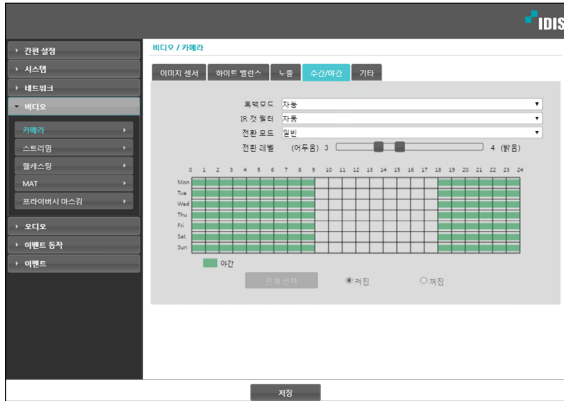 IDIS
간편 설정
시스템
네트워크
비디오
카메라
스트리밍
웹캐스팅
MAT
프라이버시 마스킹
오디오
이벤트 동작
이벤트
비디오 / 카메라
이미지 센서 화이트 밸런스 노출 주간/야간 기타
흑백모드 자동
IR 컷 필터 자동
전환 모드 일반
전환 레벨 (어두움) 3 4 (밝음)
0 1 2 3 4 5 6 7 8 9 10 11 12 13 14 15 16 17 18 19 20 21 22 23 24
Mon
Tue
Wed
Thu
Fri
Sat
Sun
야간
전체 선택 켜짐 꺼짐
저장